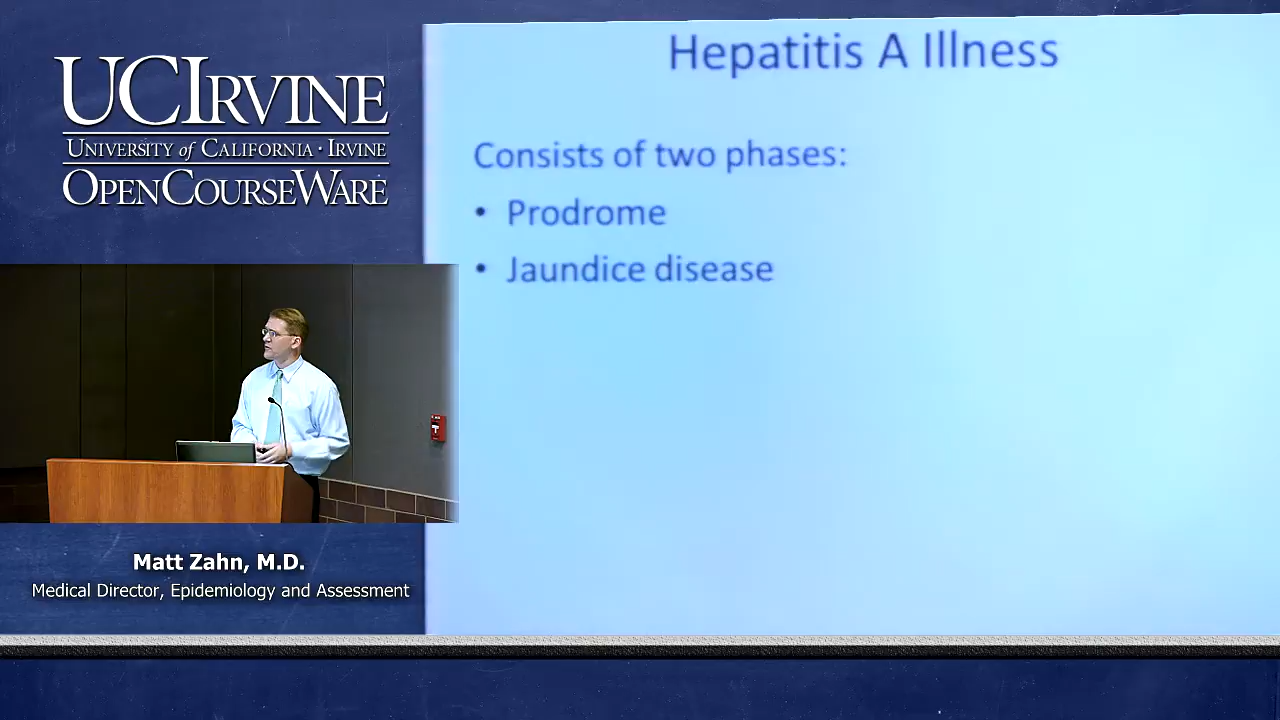 UCIRVINE
UNIVERSITY of CALIFORNIA · IRVINE
OPENCOURSEWARE
Hepatitis A Illness
Consists of two phases:
• Prodrome
• Jaundice disease
Matt Zahn, M.D.
Medical Director, Epidemiology and Assessment